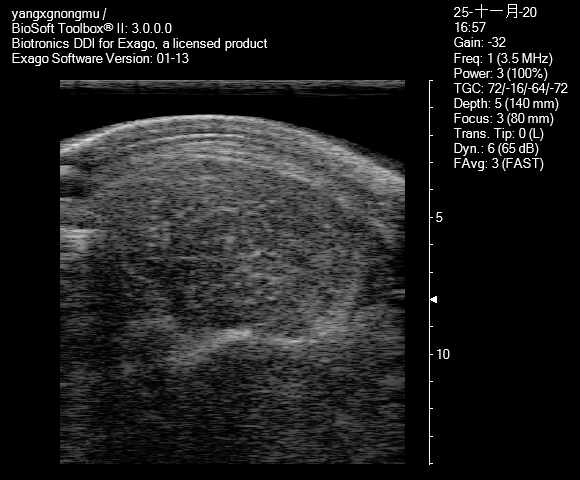 yangxgnongmu /
BioSoft Toolbox® II: 3.0.0.0
Biotronics DDI for Exago, a licensed product
Exago Software Version: 01-13
25-十一月-20
16:57
Gain: -32
Freq: 1 (3.5 MHz)
Power: 3 (100%)
TGC: 72/-16/-64/-72
Depth: 5 (140 mm)
Focus: 3 (80 mm)
Trans. Tip: 0 (L)
Dyn.: 6 (65 dB)
FAvg: 3 (FAST)
5
10